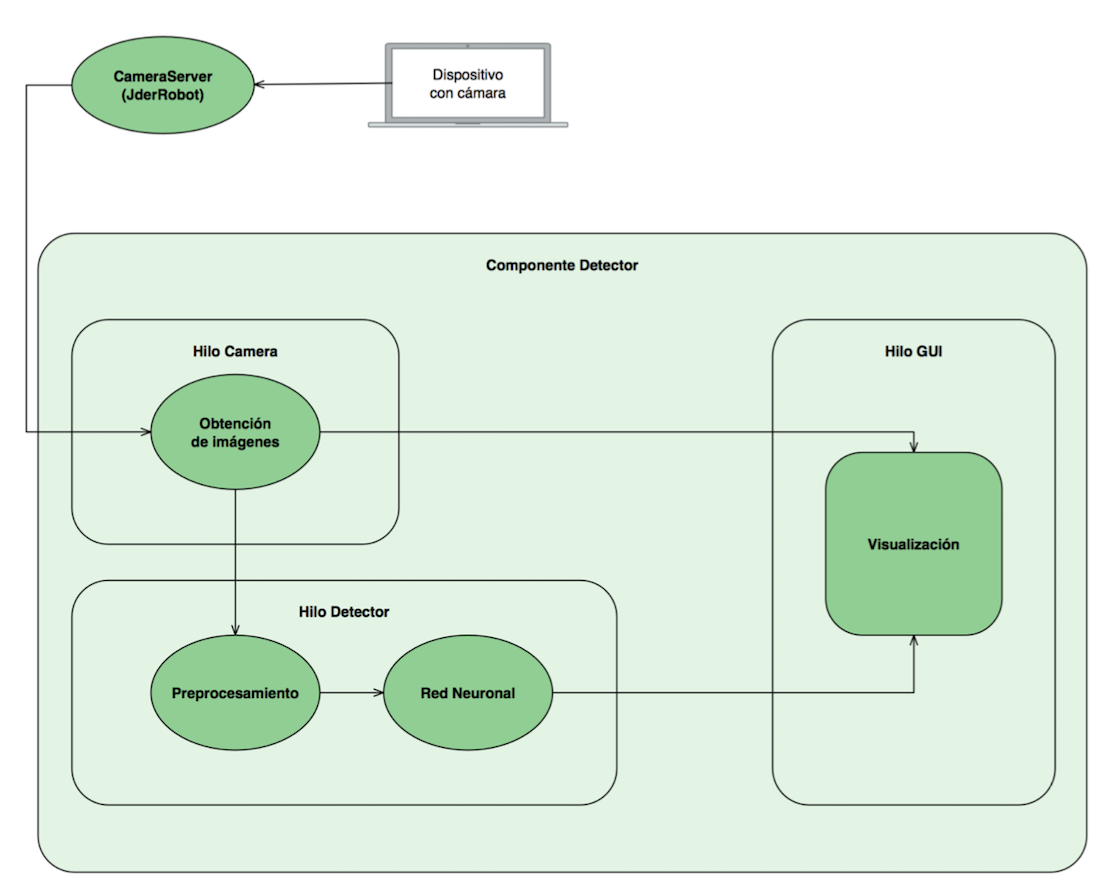 CameraServer
(JderRobot)
Dispositivo
con cámara
Componente Detector
Hilo Camera
Hilo GUI
Obtención
de imágenes
Visualización
Hilo Detector
Preprocesamiento
Red Neuronal